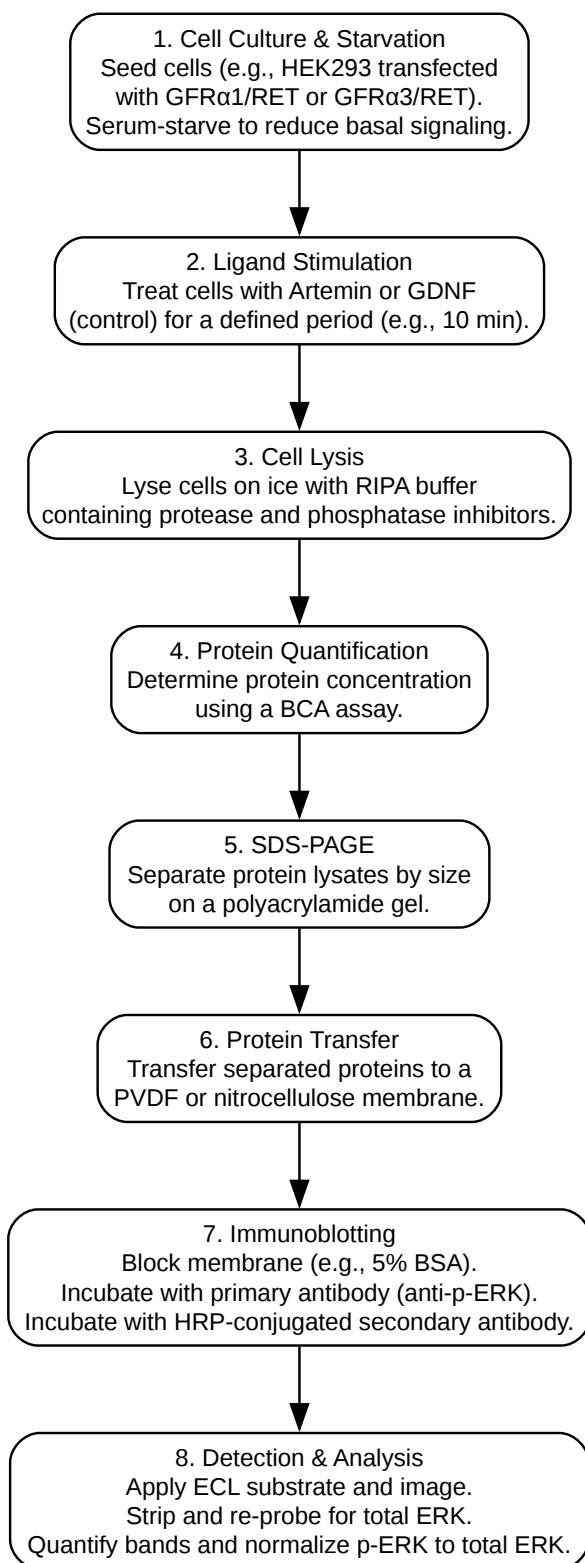 1. Cell Culture & Starvation
Seed cells (e.g., HEK293 transfected
with GFRα1/RET or GFRα3/RET).
Serum-starve to reduce basal signaling.
2. Ligand Stimulation
Treat cells with Artemin or GDNF
(control) for a defined period (e.g., 10 min).
3. Cell Lysis
Lyse cells on ice with RIPA buffer
containing protease and phosphatase inhibitors.
4. Protein Quantification
Determine protein concentration
using a BCA assay.
5. SDS-PAGE
Separate protein lysates by size
on a polyacrylamide gel.
6. Protein Transfer
Transfer separated proteins to a
PVDF or nitrocellulose membrane.
7. Immunoblotting
Block membrane (e.g., 5% BSA).
Incubate with primary antibody (anti-p-ERK).
Incubate with HRP-conjugated secondary antibody.
8. Detection & Analysis
Apply ECL substrate and image.
Strip and re-probe for total ERK.
Quantify bands and normalize p-ERK to total ERK.